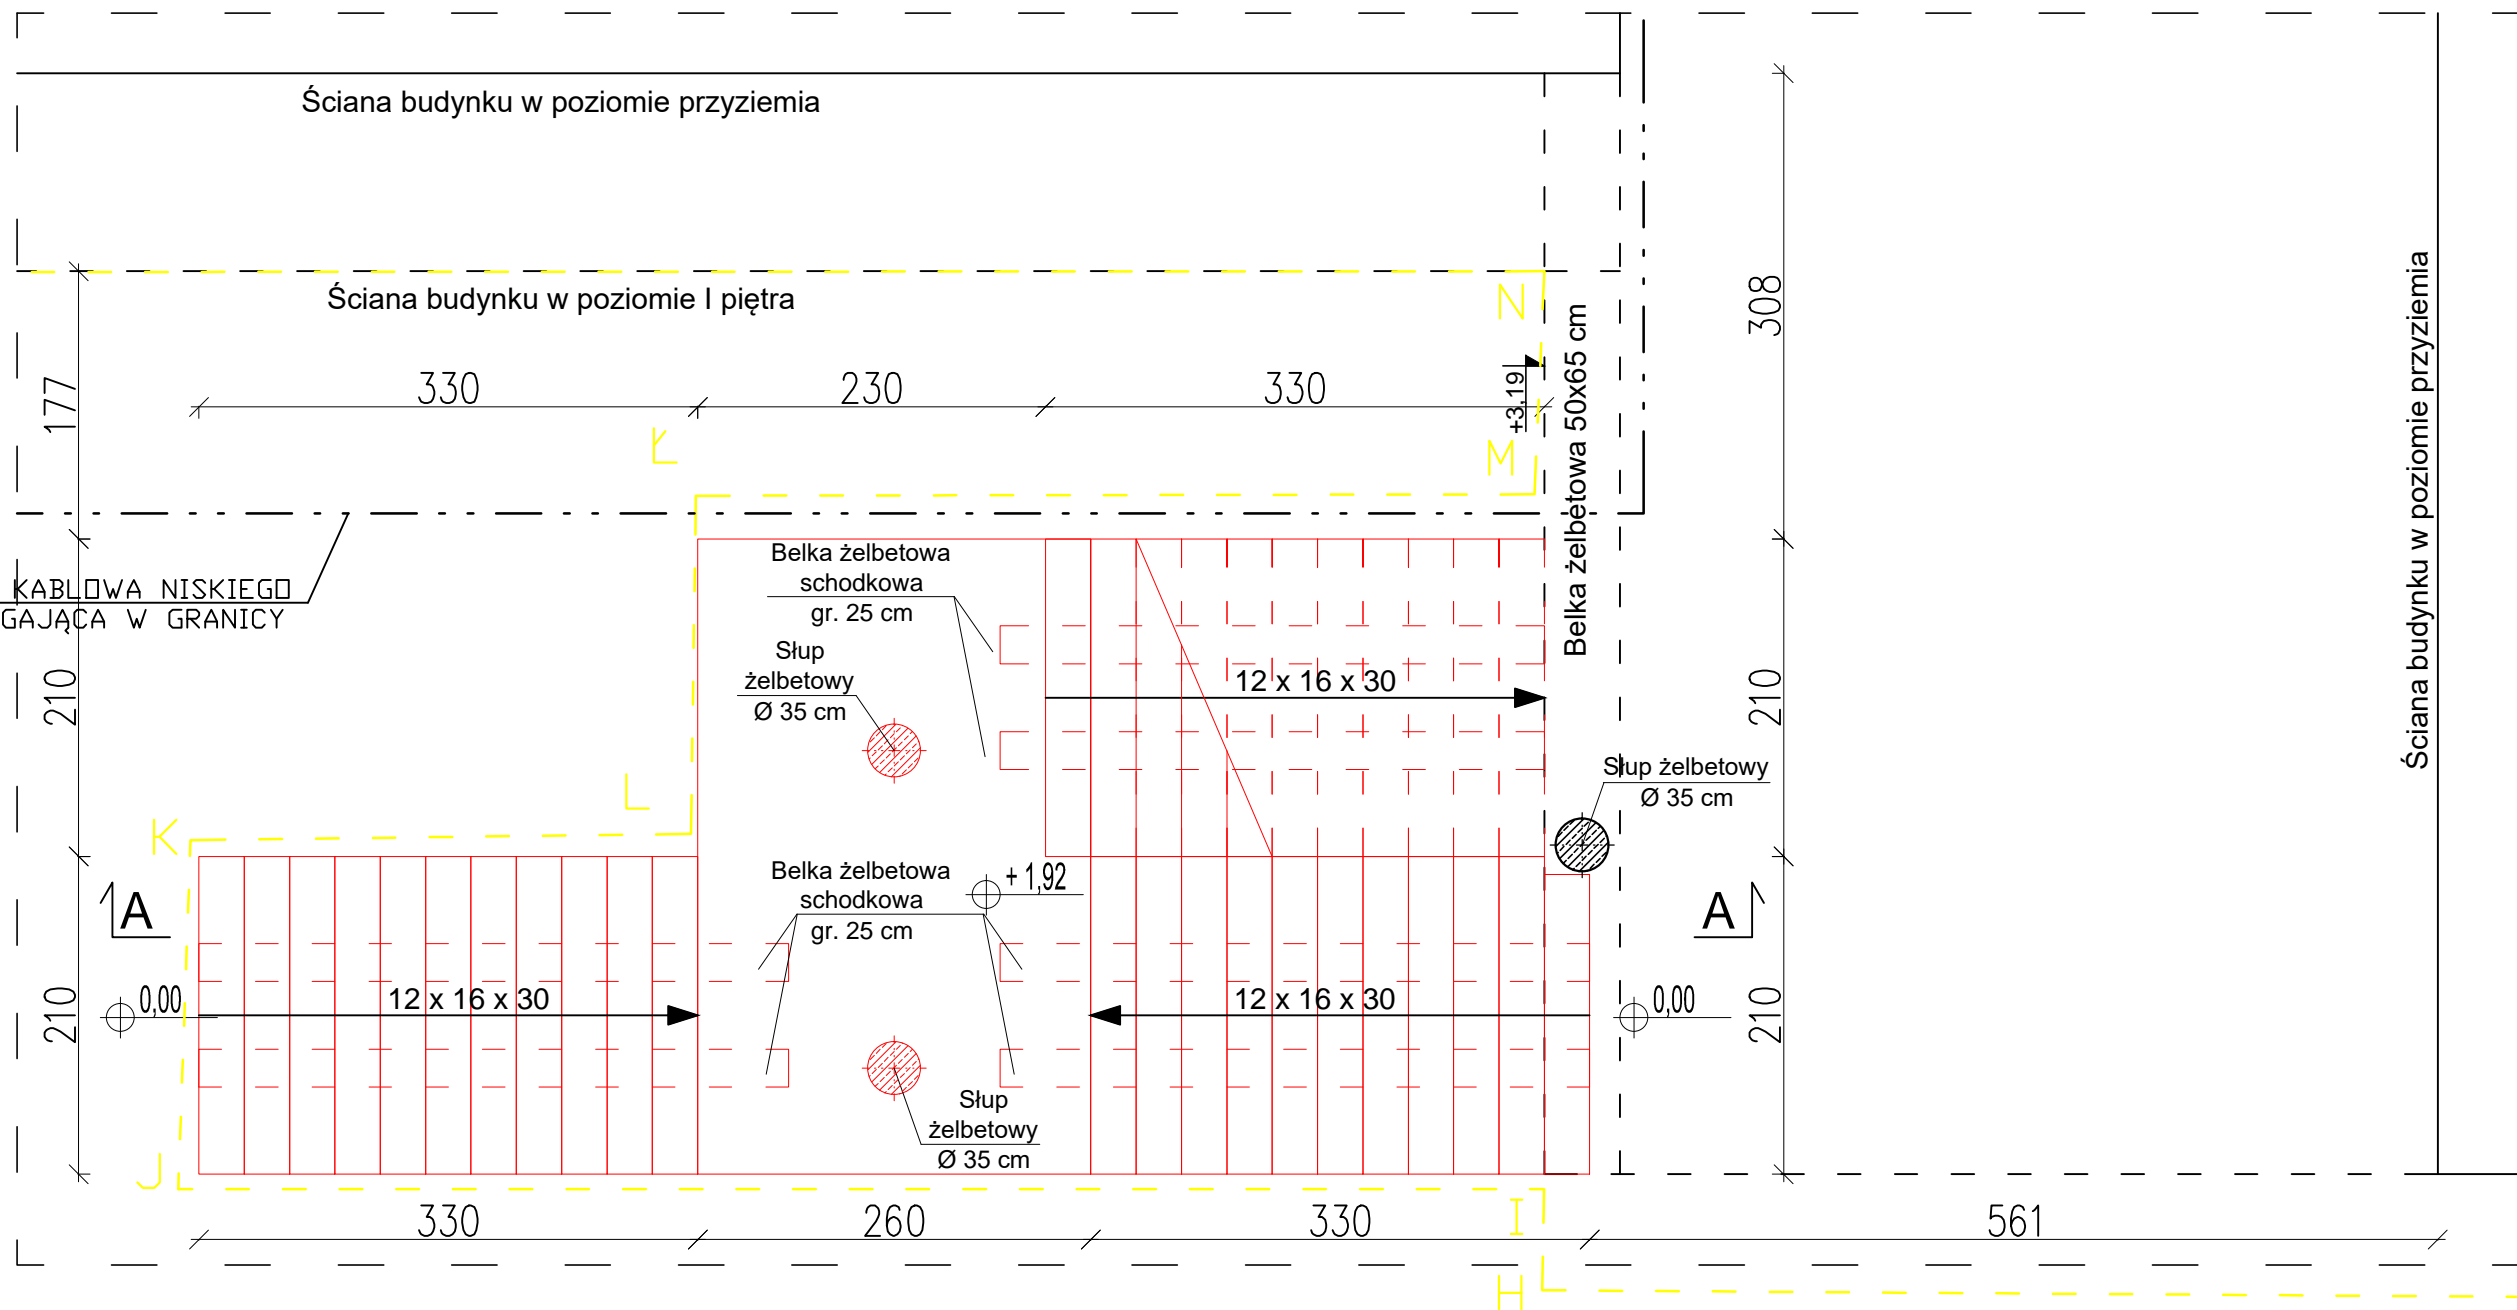 Ściana budynku w poziomie przyziemia
Ściana budynku w poziomie I piętra
N
308
Ściana budynku w poziomie przyziemia
177
330
230
330
+3,19
Belka żelbetowa 50x65 cm
Ł
M
KABLOWA NISKIEGO
GAJĄCA W GRANICY
Belka żelbetowa
schodkowa
gr. 25 cm
Słup
żelbetowy
Ø 35 cm
12 x 16 x 30
210
210
L
Słup żelbetowy
Ø 35 cm
K
Belka żelbetowa
schodkowa
gr. 25 cm
+ 1,92
A
A
0,00
12 x 16 x 30
12 x 16 x 30
0,00
210
210
Słup
żelbetowy
Ø 35 cm
J
330
260
330
I
561
H